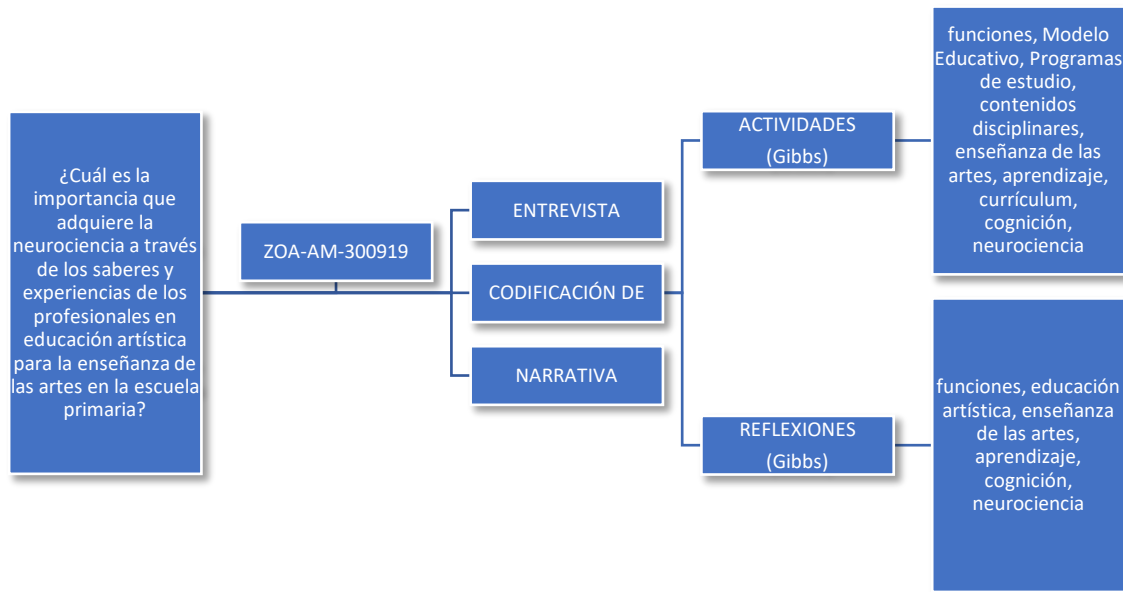 ¿Cuál es la
importancia que
adquiere la
neurociencia a través
de los saberes y
experiencias de los
profesionales en
educación artística
para la enseñanza de
las artes en la escuela
primaria?
ZOA-AM-300919
ENTREVISTA
CODIFICACIÓN DE
NARRATIVA
ACTIVIDADES
(Gibbs)
funciones, Modelo
Educativo, Programas
de estudio,
contenidos
disciplinares,
enseñanza de las
artes, aprendizaje,
currículum,
cognición,
neurociencia
REFLEXIONES
(Gibbs)
funciones, educación
artística, enseñanza
de las artes,
aprendizaje,
cognición,
neurociencia